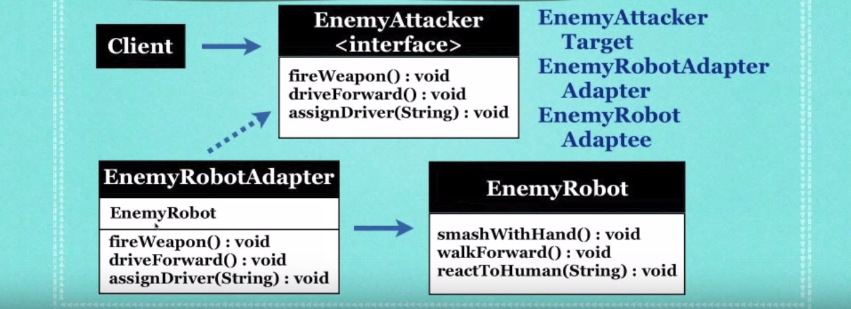 Client
EnemyAttacker
<interface>
fireWeapon() : void
driveForward() : void
assignDriver(String) : void
EnemyAttacker
Target
EnemyRobotAdapter
Adapter
EnemyRobot
Adaptee
EnemyRobotAdapter
EnemyRobot
fireWeapon() : void
driveForward() : void
assignDriver(String) : void
EnemyRobot
smashWithHand() : void
walkForward() : void
reactToHuman(String) : void